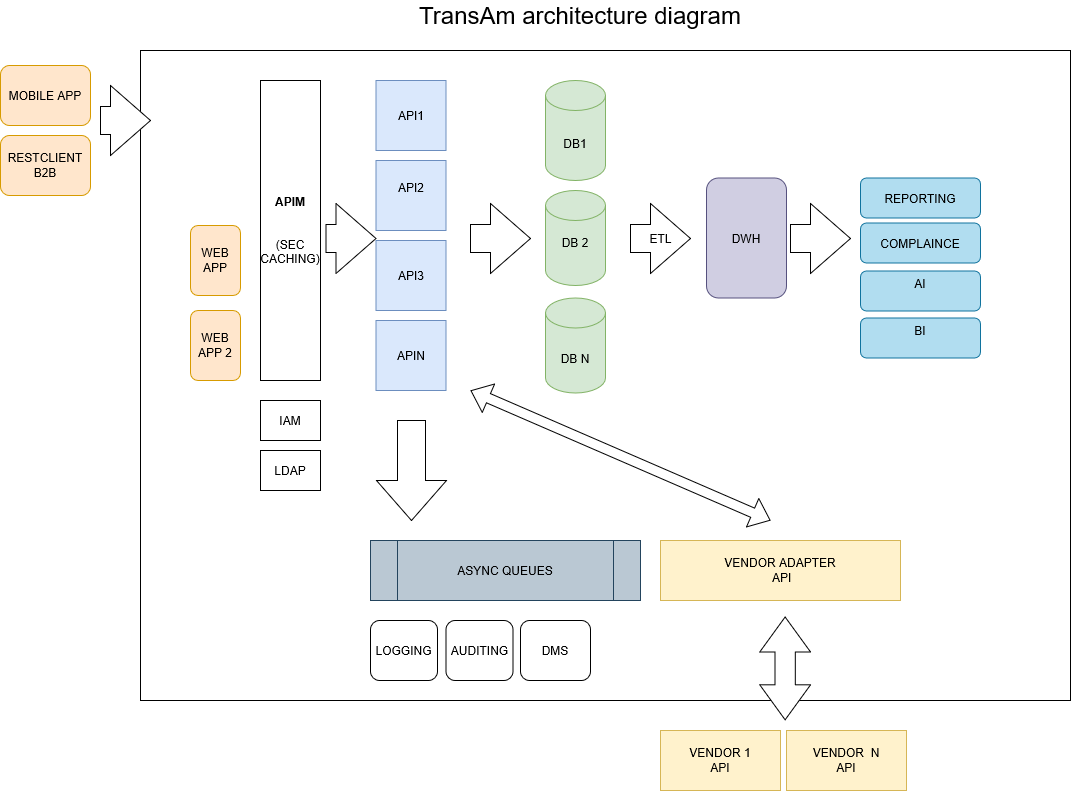 TransAm architecture diagram
MOBILE APP
RESTCLIENT
B2B
WEB
APP
WEB
APP 2
APIM
(SEC
CACHING)
IAM
LDAP
API1
API2
API3
APIN
DB1
DB 2
DB N
ETL
DWH
REPORTING
COMPLAINCE
AI
BI
ASYNC QUEUES
LOGGING
AUDITING
DMS
VENDOR ADAPTER
API
VENDOR 1
API
VENDOR N
API